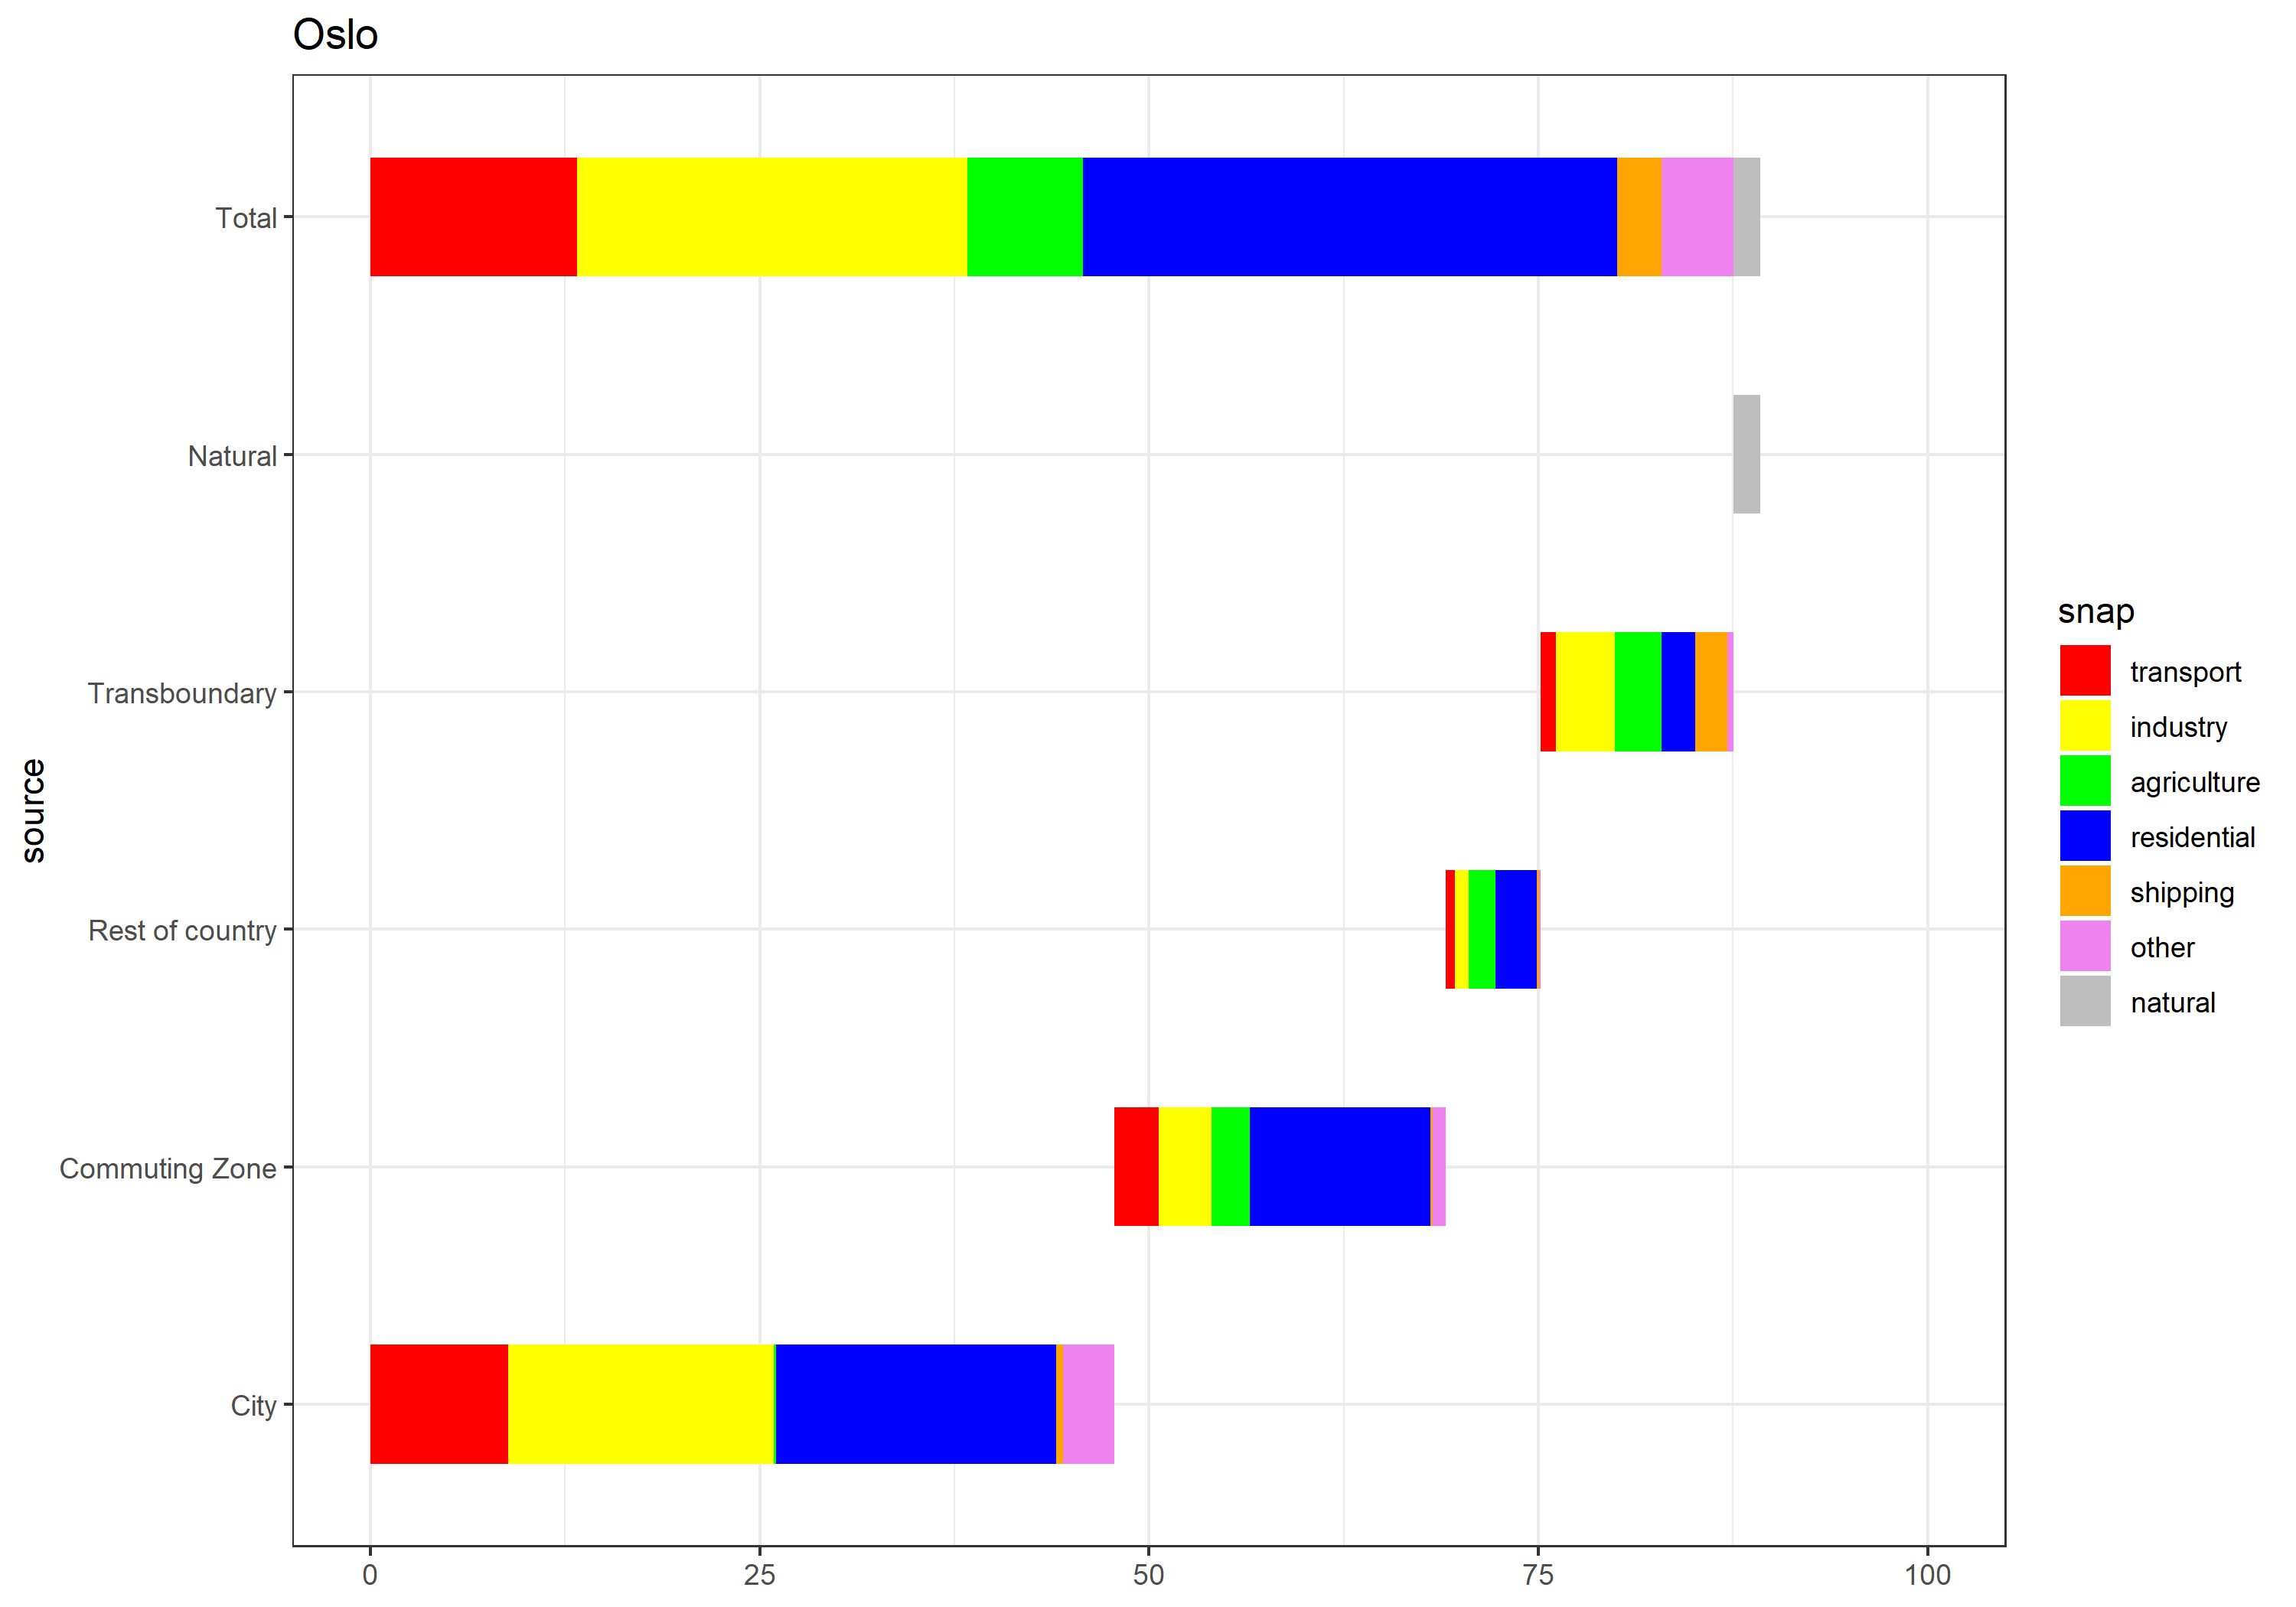 Oslo
Total
Natural
Transboundary
Rest of country
Commuting Zone
City
source
0 25 50 75 100
snap
transport
industry
agriculture
residential
shipping
other
natural